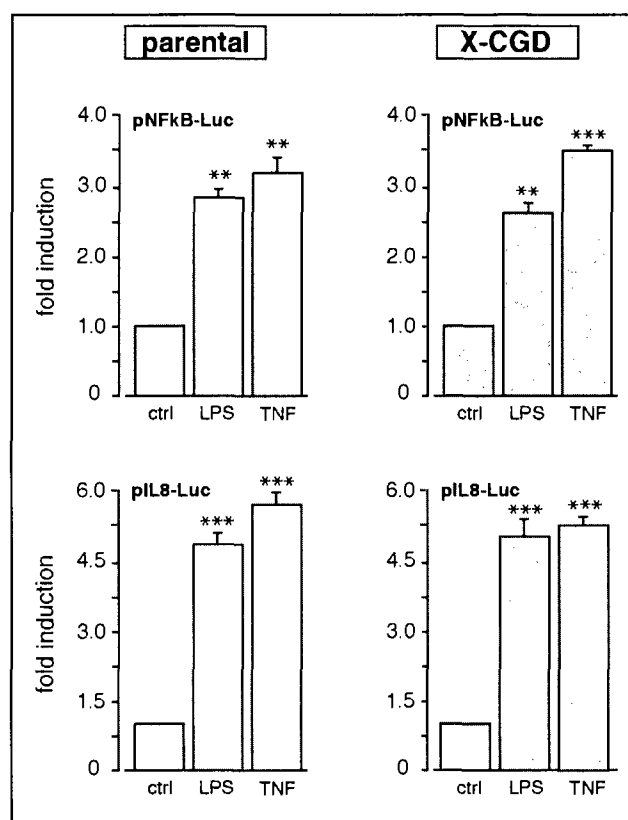 parental
X-CGD
pNFkB-Luc
4.0
3.0
2.0
1.0
0
fold induction
**
**
ctrl LPS TNF
pNFkB-Luc
4.0
3.0
2.0
1.0
0
**
***
ctrl LPS TNF
pIL8-Luc
6.0
4.5
3.0
1.5
0
fold induction
***
***
ctrl LPS TNF
pIL8-Luc
6.0
4.5
3.0
1.5
0
***
***
ctrl LPS TNF